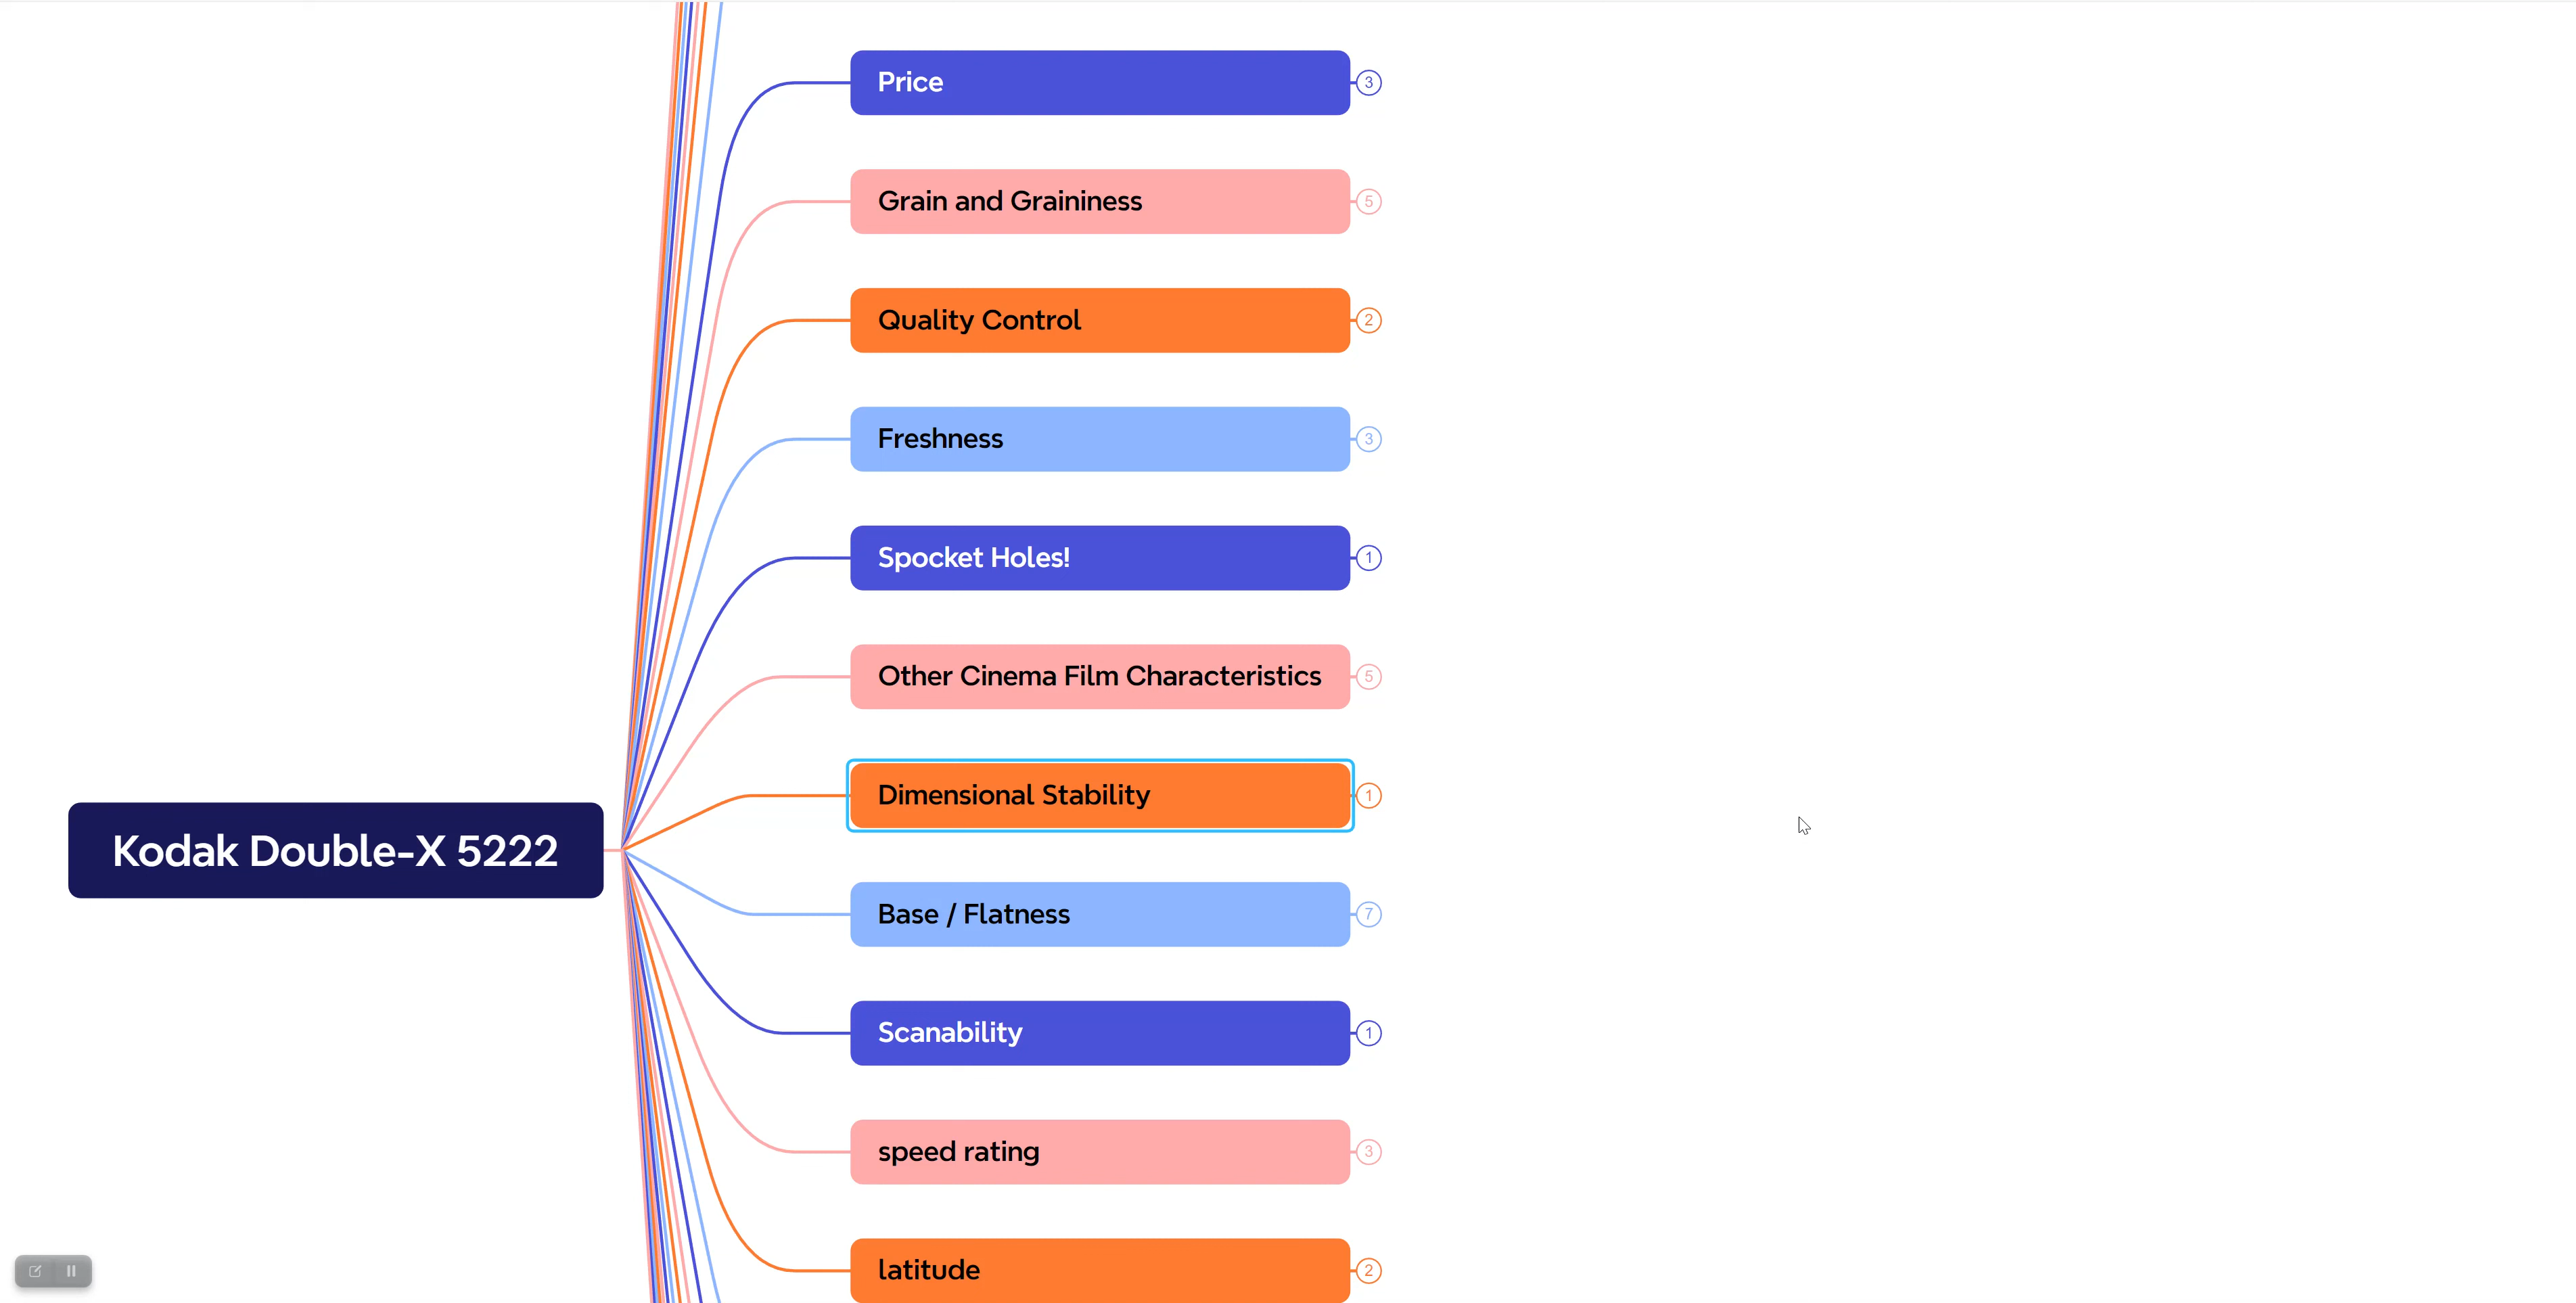 Price
3
Grain and Graininess
5
Quality Control
2
Freshness
3
Spocket Holes!
1
Other Cinema Film Characteristics
5
Dimensional Stability
1
Kodak Double-X 5222
Base / Flatness
7
Scanability
1
speed rating
3
latitude
2